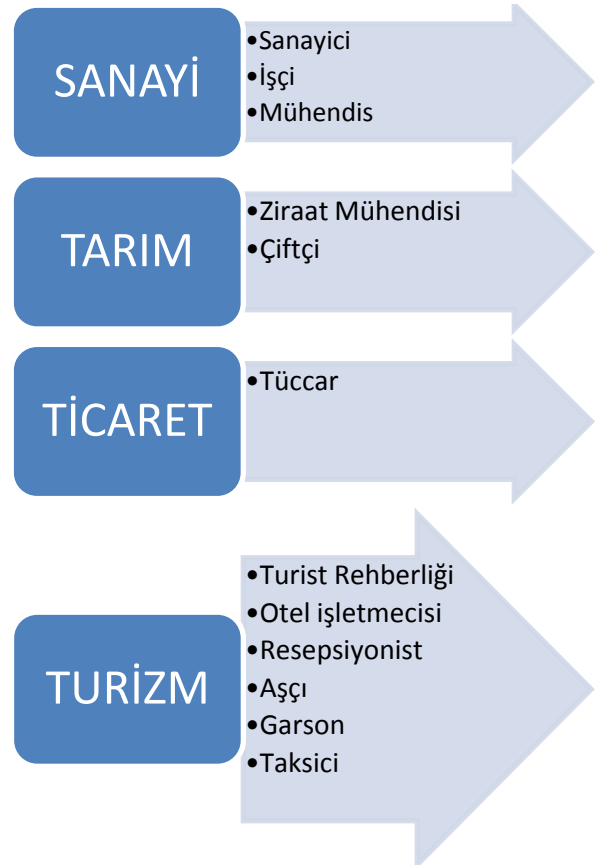 SANAYİ
•Sanayici
•İşçi
•Mühendis
TARIM
•Ziraat Mühendisi
•Çiftçi
TİCARET
•Tüccar
TURİZM
•Turist Rehberliği
•Otel işletmecisi
•Resepsiyonist
•Aşçı
•Garson
•Taksici